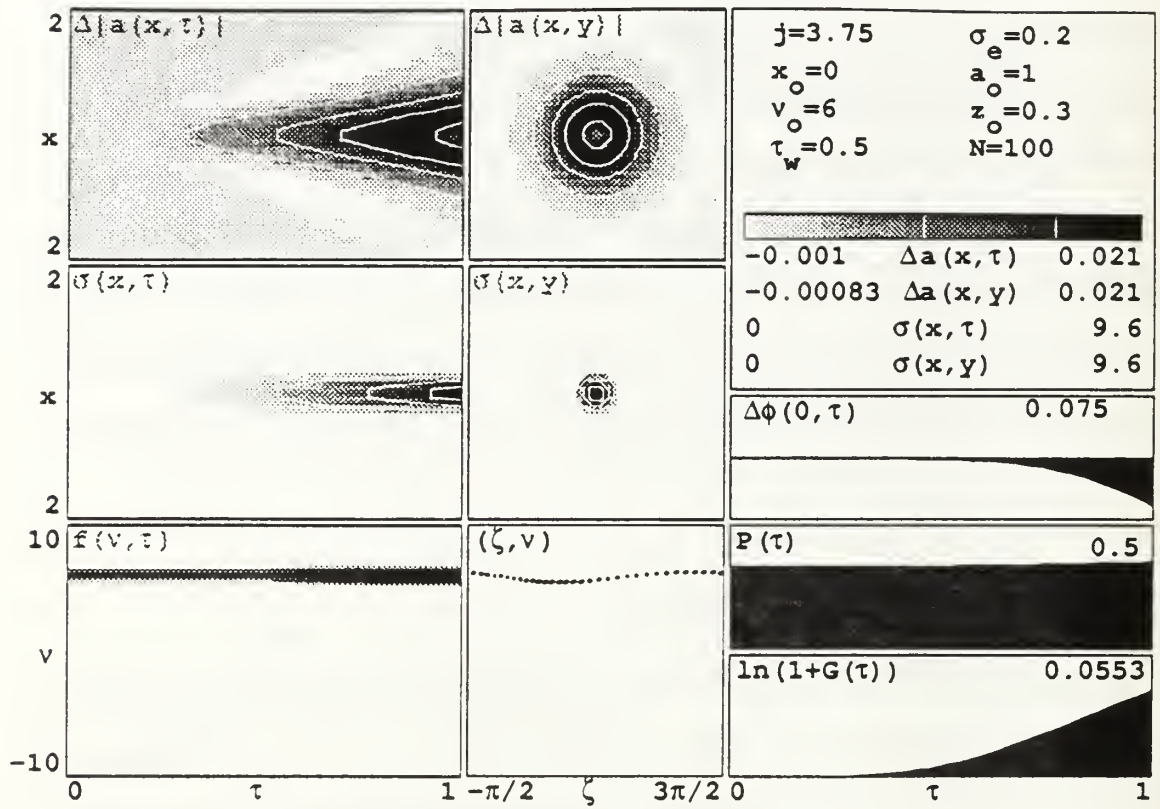 2
Δ|a(x,τ)|
x
2
Δ|a(x,y)|
j=3.75 σe=0.2
xo=0 ao=1
νo=6 zo=0.3
τw=0.5 N=100
-0.001 Δa(x,τ) 0.021
-0.00083 Δa(x,y) 0.021
0 σ(x,τ) 9.6
0 σ(x,y) 9.6
2
σ(x,τ)
x
2
σ(x,y)
Δϕ(0,τ) 0.075
10
f(ν,τ)
ν
-10
(ζ,ν)
P(τ) 0.5
ln(1+G(τ)) 0.0553
0 τ 1
-π/2 ζ 3π/2
0 τ 1